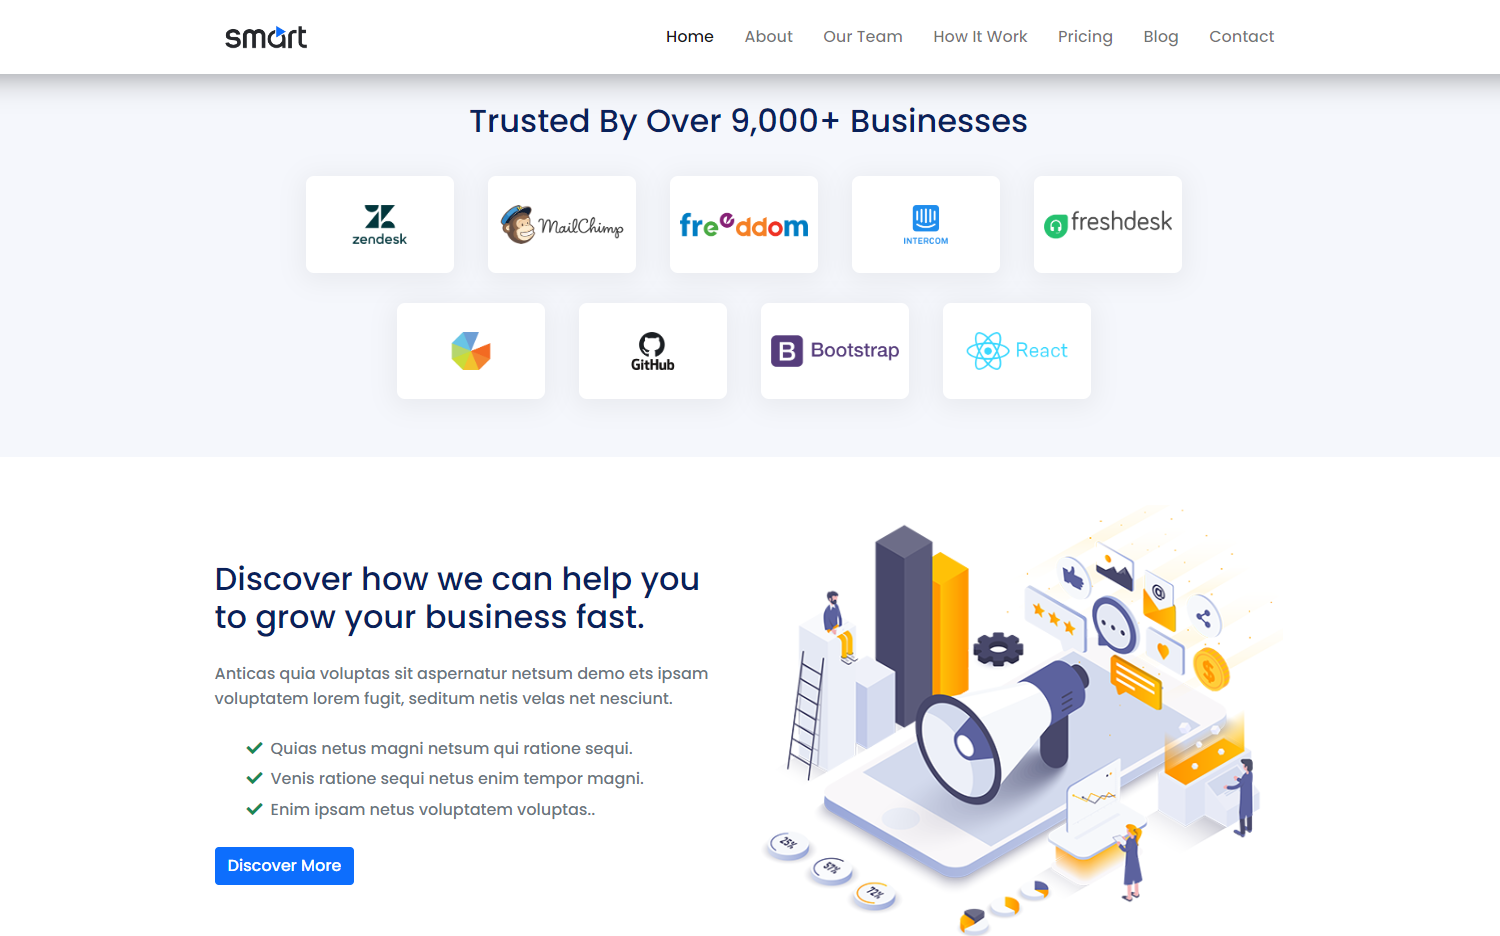 smart
Home About Our Team How It Work Pricing Blog Contact
Trusted By Over 9,000+ Businesses
zendesk
MailChimp
freeddom
INTERCOM
freshdesk
GitHub
B Bootstrap
React
Discover how we can help you
to grow your business fast.
Anticas quia voluptas sit aspernatur netsum demo ets ipsam
voluptatem lorem fugit, seditum netis velas net nesciunt.
Quias netus magni netsum qui ratione sequi.
Venis ratione sequi netus enim tempor magni.
Enim ipsam netus voluptatem voluptas..
Discover More
@
$
25%
57%
72%